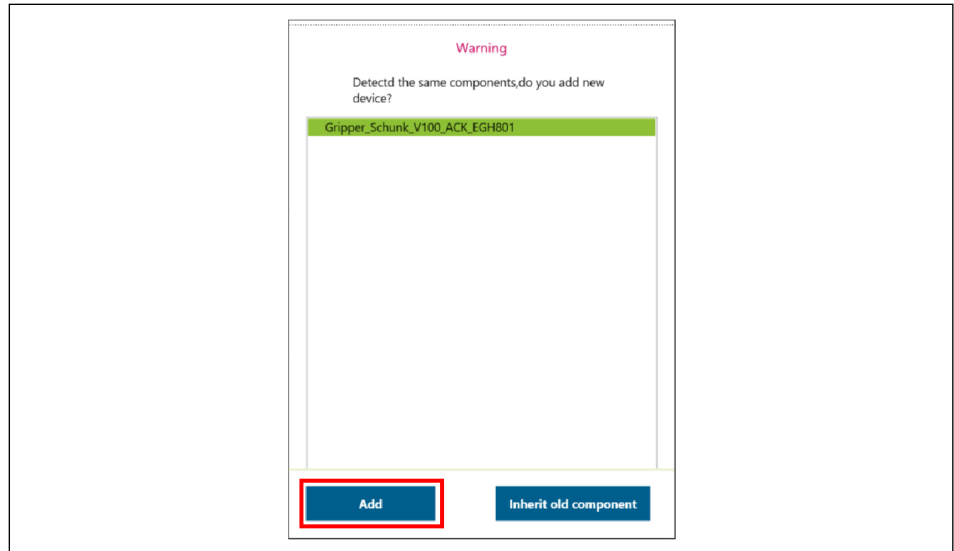 Warning
Detectd the same components,do you add new
device?
Gripper_Schunk_V100_ACK_EGH801
Add
Inherit old component